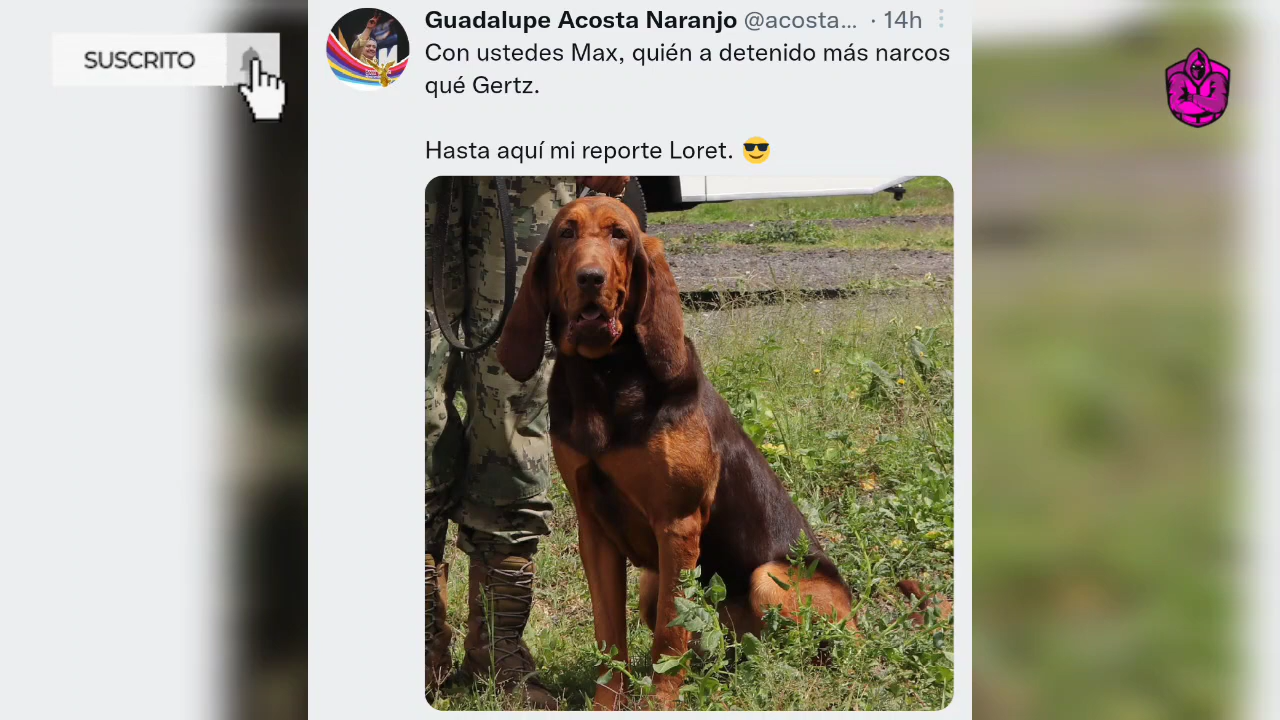 SUSCRITO
Guadalupe Acosta Naranjo @acosta... · 14h
Con ustedes Max, quién a detenido más narcos
qué Gertz.
Hasta aquí mi reporte Loret. 😎